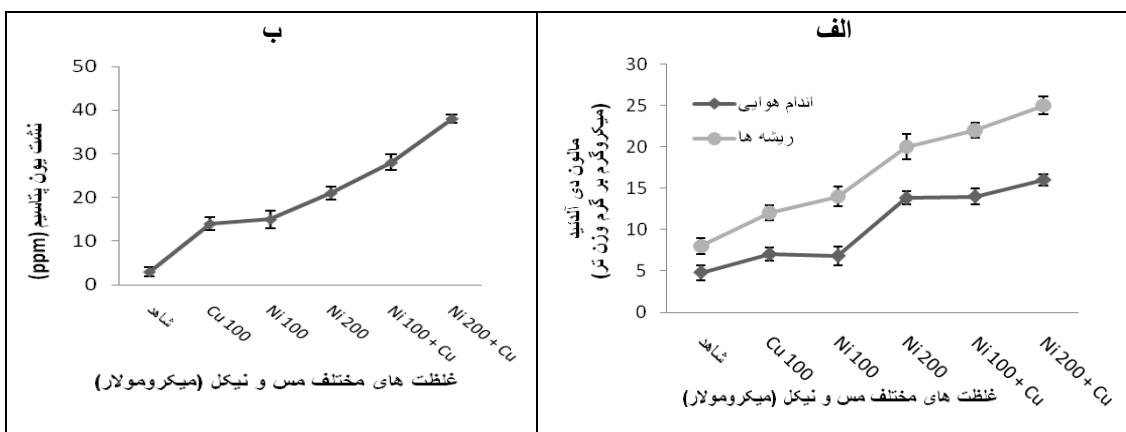 الف
30
25
20
15
10
5
0
اندام هوایی
ریشه ها
مالون دی آلدئید
(میکروگرم بر گرم وزن تر)
شاهد
Cu 100
Ni 100
Ni 200
Ni 100 + Cu
Ni 200 + Cu
غلظت های مختلف مس و نیکل (میکرومولار)
ب
50
40
30
20
10
0
نشت یون پتاسیم (ppm)
شاهد
Cu 100
Ni 100
Ni 200
Ni 100 + Cu
Ni 200 + Cu
غلظت های مختلف مس و نیکل (میکرومولار)